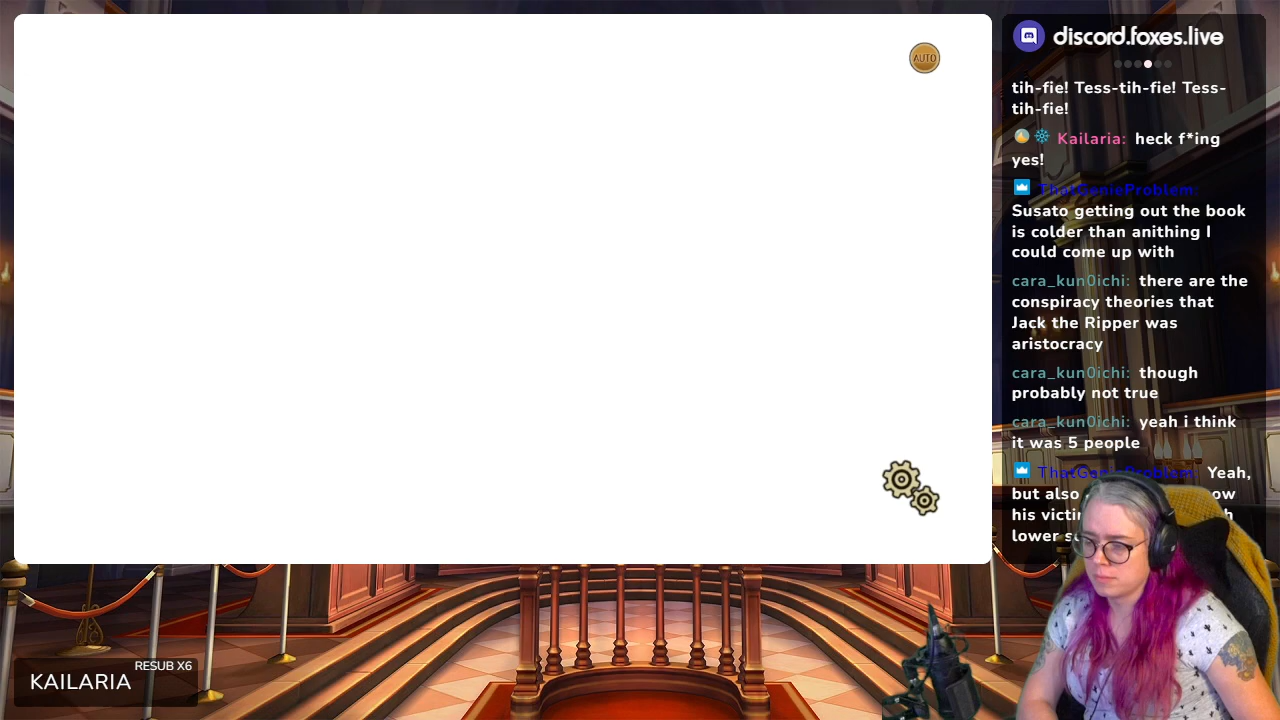 AUTO
discord.foxes.live
tih-fie! Tess-tih-fie! Tess-
tih-fie!
Kailaria: heck f*ing
yes!
ThatGenieProblem:
Susato getting out the book
is colder than anithing I
could come up with
cara_kun0ichi: there are the
conspiracy theories that
Jack the Ripper was
aristocracy
cara_kun0ichi: though
probably not true
cara_kun0ichi: yeah i think
it was 5 people
ThatGenieProblem: Yeah,
but also
his
lower
RESUB X6
KAILARIA